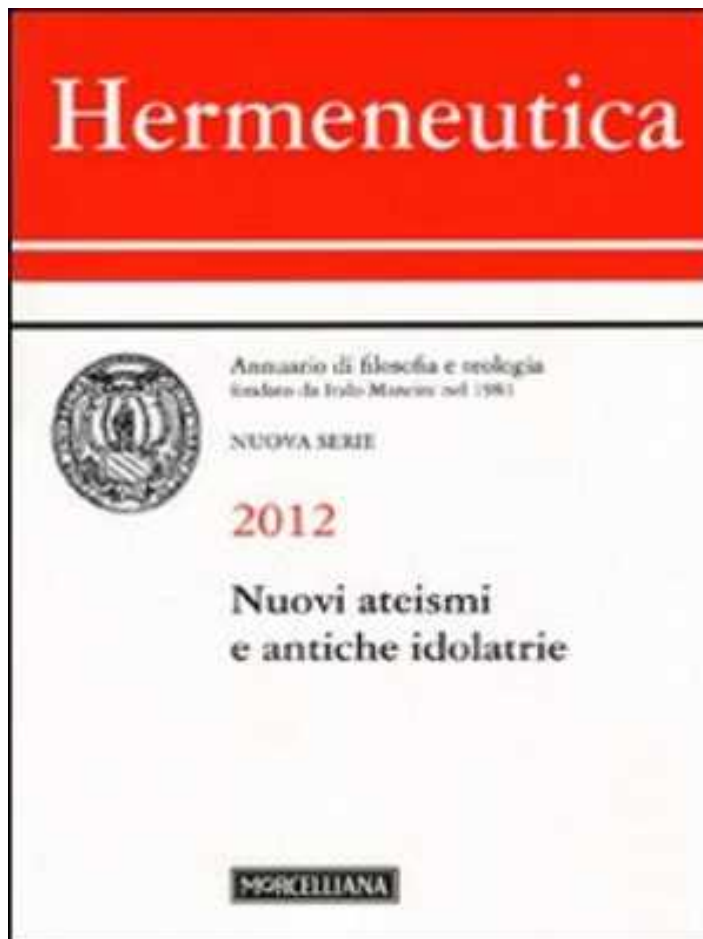 Hermeneutica
Annuario di filosofia e teologia
fondato da Italo Mancini nel 1981
NUOVA SERIE
2012
Nuovi ateismi
e antiche idolatrie
MORCELLIANA